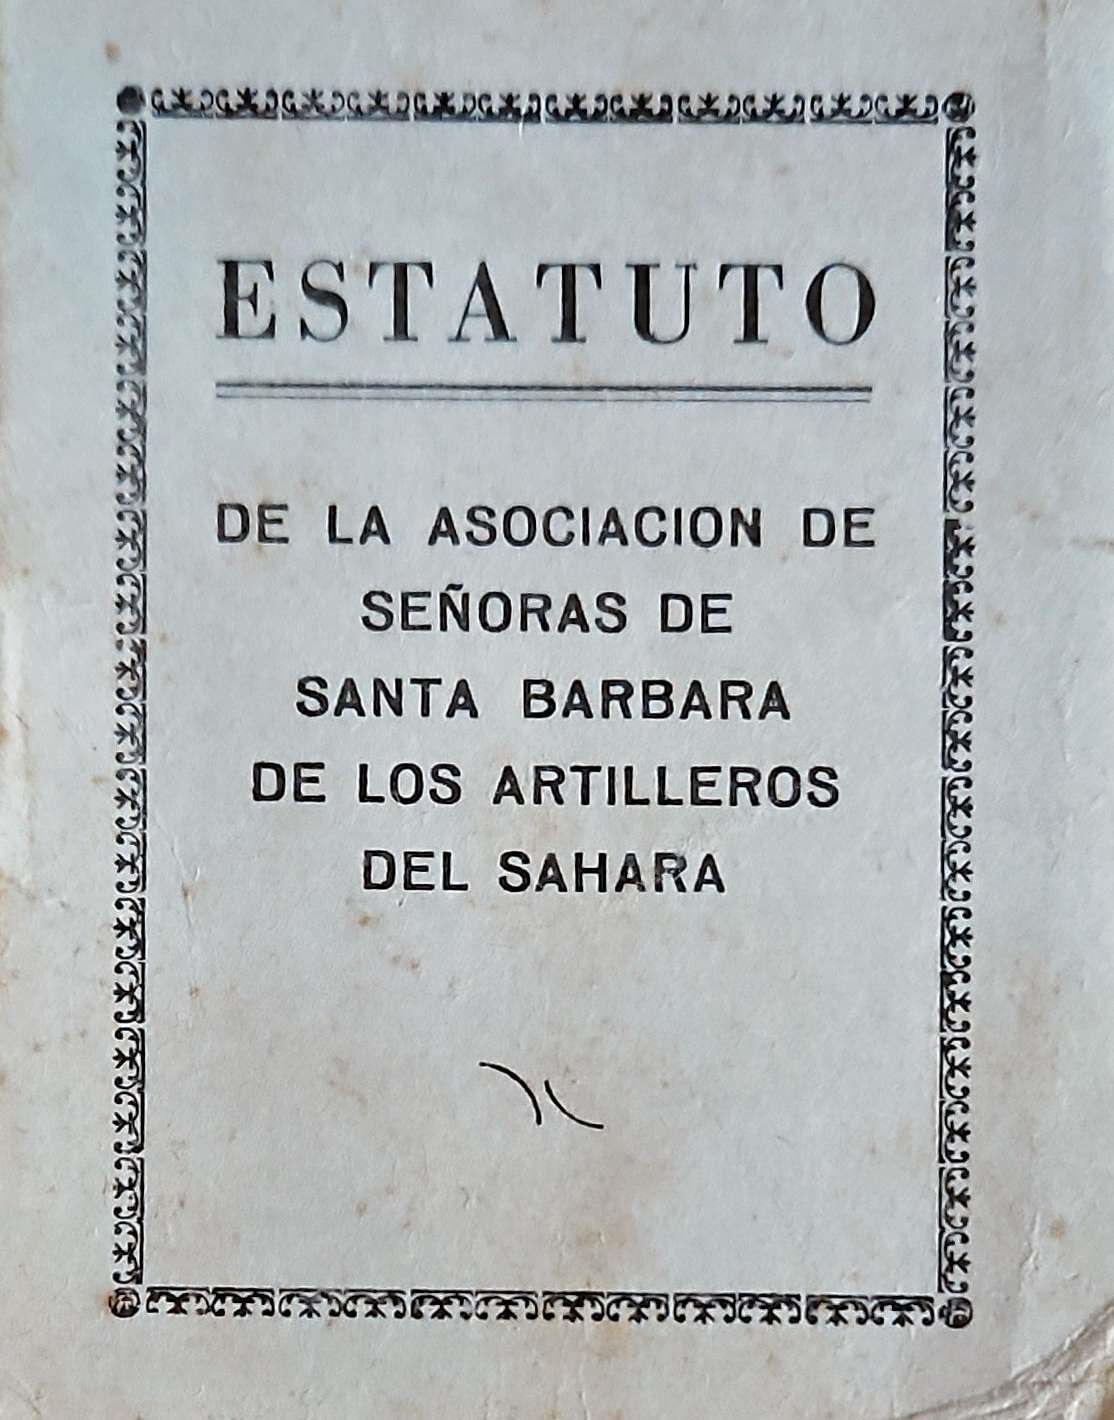 ESTATUTO
DE LA ASOCIACION DE
SEÑORAS DE
SANTA BARBARA
DE LOS ARTILLEROS
DEL SAHARA